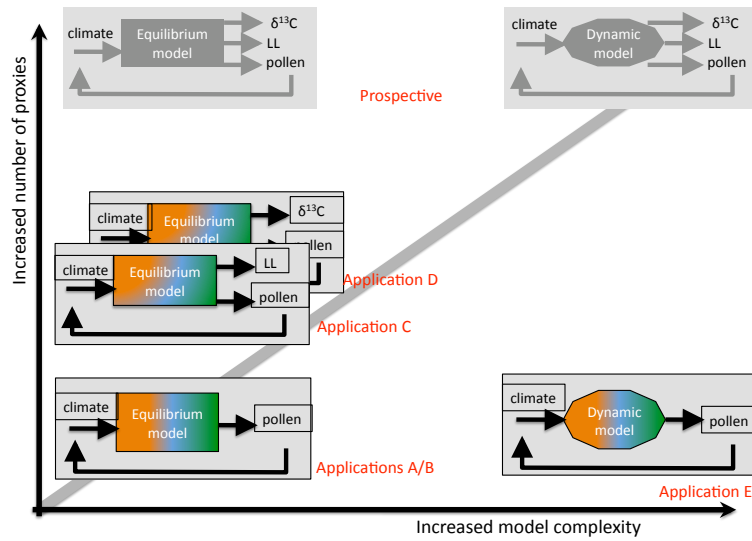 climate
Equilibrium
model
δ¹³C
LL
pollen
climate
Dynamic
model
δ¹³C
LL
pollen
Prospective
Increased number of proxies
climate
Equilibrium
model
δ¹³C
pollen
Application D
climate
Equilibrium
model
LL
pollen
Application C
climate
Equilibrium
model
pollen
Applications A/B
climate
Dynamic
model
pollen
Application E
Increased model complexity